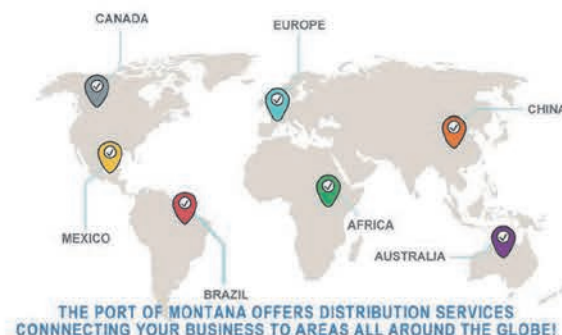 CANADA
EUROPE
CHINA
MEXICO
AFRICA
AUSTRALIA
BRAZIL
THE PORT OF MONTANA OFFERS DISTRIBUTION SERVICES
CONNNECTING YOUR BUSINESS TO AREAS ALL AROUND THE GLOBE!